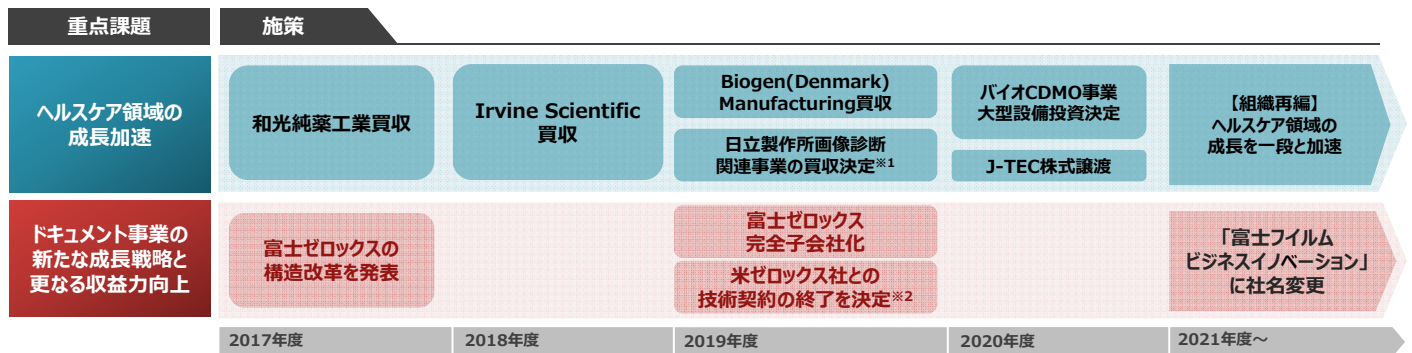 重点課題
施策
ヘルスケア領域の
成長加速
和光純薬工業買収
Irvine Scientific
買収
Biogen(Denmark)
Manufacturing買収
日立製作所画像診断
関連事業の買収決定※1
バイオCDMO事業
大型設備投資決定
J-TEC株式譲渡
【組織再編】
ヘルスケア領域の
成長を一段と加速
ドキュメント事業の
新たな成長戦略と
更なる収益力向上
富士ゼロックスの
構造改革を発表
富士ゼロックス
完全子会社化
米ゼロックス社との
技術契約の終了を決定※2
「富士フイルム
ビジネスイノベーション」
に社名変更
2017年度
2018年度
2019年度
2020年度
2021年度～